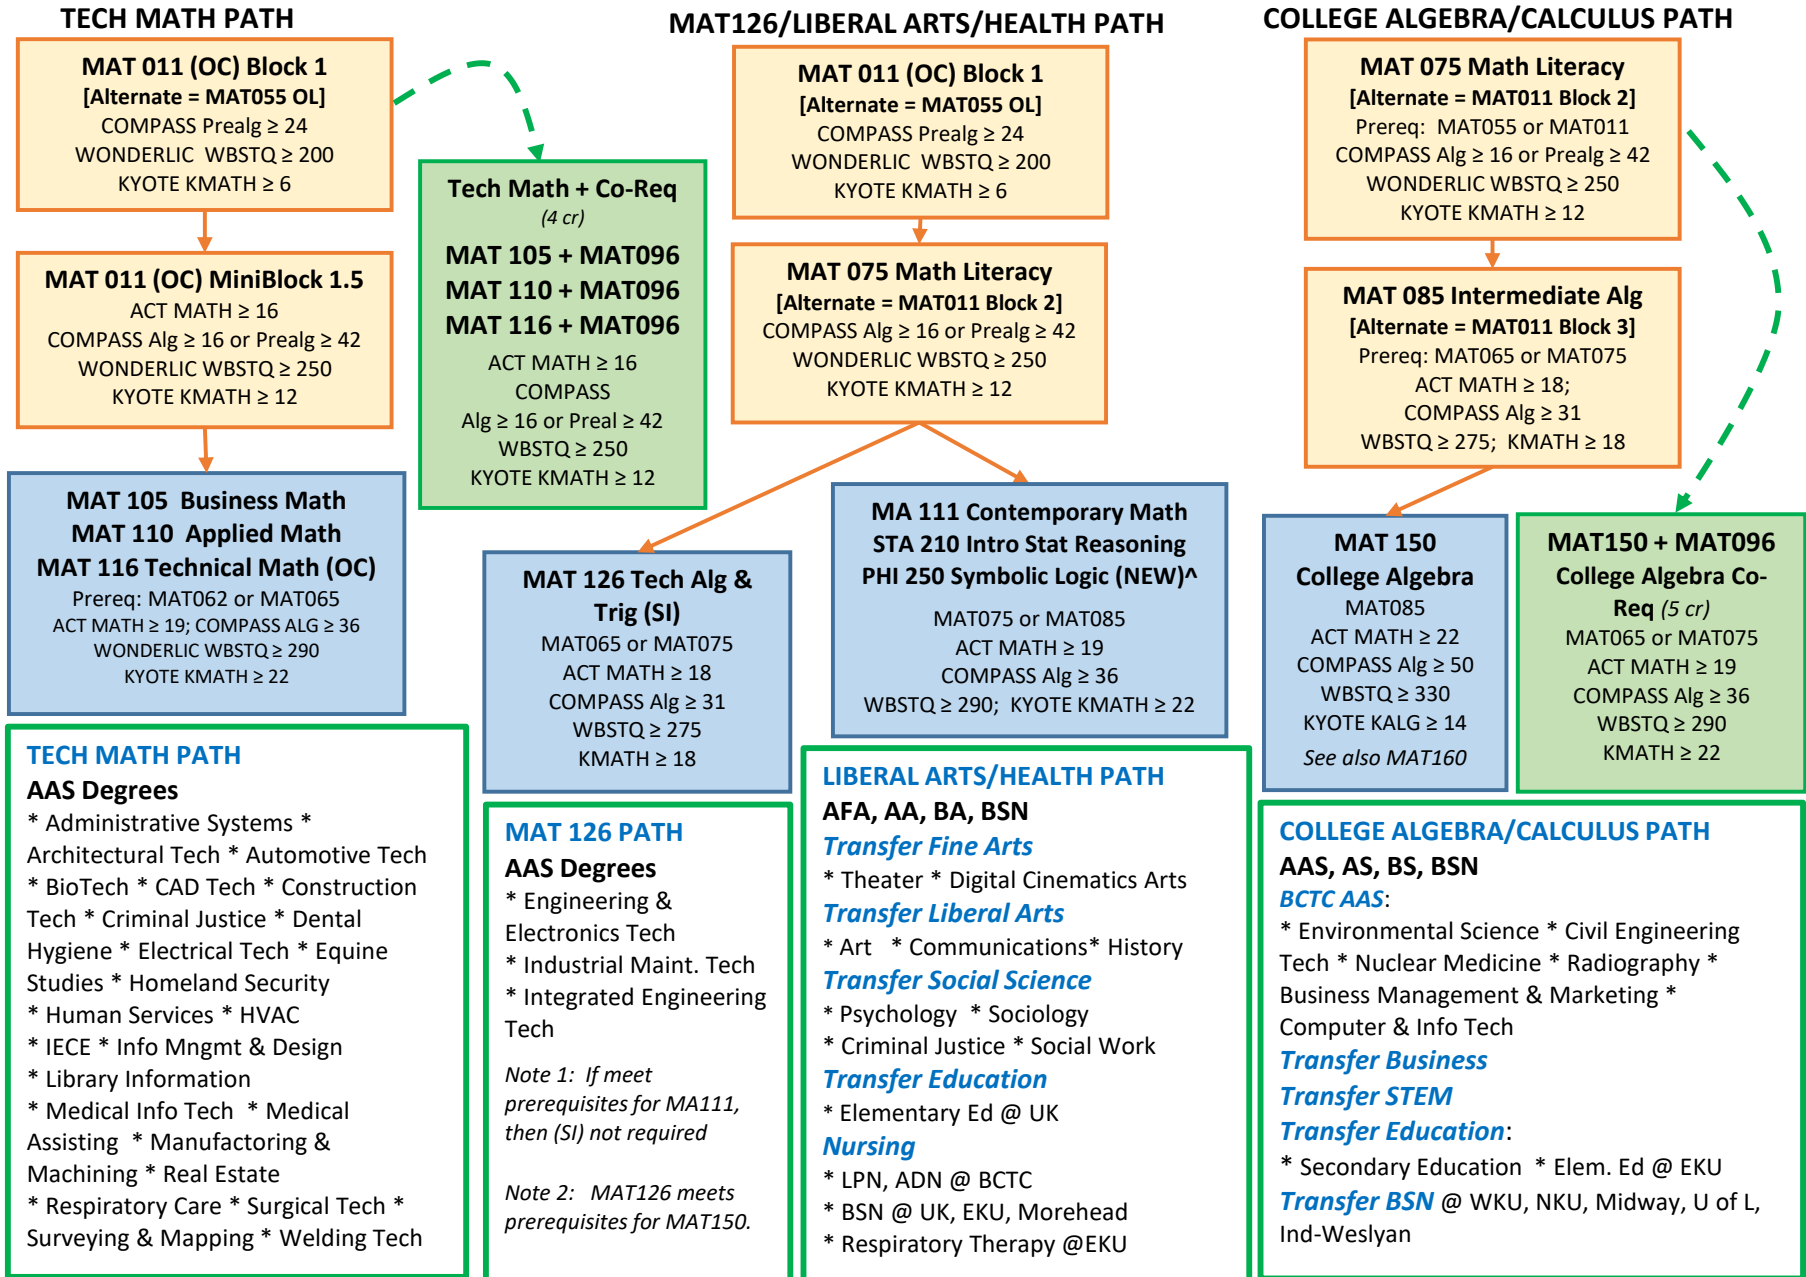 TECH MATH PATH
MAT 011 (OC) Block 1
[Alternate = MAT055 OL]
COMPASS Prealg ≥ 24
WONDERLIC  WBSTQ ≥ 200
KYOTE KMATH ≥ 6
MAT 011 (OC) MiniBlock 1.5
ACT MATH ≥ 16
COMPASS Alg ≥ 16 or Prealg ≥ 42
WONDERLIC WBSTQ ≥ 250
KYOTE KMATH ≥ 12
MAT 105  Business Math
MAT 110  Applied Math
MAT 116 Technical Math (OC)
Prereq: MAT062 or MAT065
ACT MATH ≥ 19; COMPASS ALG ≥ 36
WONDERLIC WBSTQ ≥ 290
KYOTE KMATH ≥ 22
Tech Math + Co-Req
(4 cr)
MAT 105 + MAT096
MAT 110 + MAT096
MAT 116 + MAT096
ACT MATH ≥ 16
COMPASS
Alg ≥ 16 or Preal ≥ 42
WBSTQ ≥ 250
KYOTE KMATH ≥ 12
TECH MATH PATH
AAS Degrees
* Administrative Systems *
Architectural Tech * Automotive Tech
* BioTech * CAD Tech * Construction
Tech * Criminal Justice * Dental
Hygiene * Electrical Tech * Equine
Studies * Homeland Security
* Human Services * HVAC
* IECE * Info Mngmt & Design
* Library Information
* Medical Info Tech  * Medical
Assisting  * Manufactoring &
Machining * Real Estate
* Respiratory Care * Surgical Tech *
Surveying & Mapping * Welding Tech
MAT126/LIBERAL ARTS/HEALTH PATH
MAT 011 (OC) Block 1
[Alternate = MAT055 OL]
COMPASS Prealg ≥ 24
WONDERLIC WBSTQ ≥ 200
KYOTE KMATH ≥ 6
MAT 075 Math Literacy
[Alternate = MAT011 Block 2]
COMPASS Alg ≥ 16 or Prealg ≥ 42
WONDERLIC WBSTQ ≥ 250
KYOTE KMATH ≥ 12
MAT 126 Tech Alg &
Trig (SI)
MAT065 or MAT075
ACT MATH ≥ 18
COMPASS Alg ≥ 31
WBSTQ ≥ 275
KMATH ≥ 18
MA 111 Contemporary Math
STA 210 Intro Stat Reasoning
PHI 250 Symbolic Logic (NEW)^
MAT075 or MAT085
ACT MATH ≥ 19
COMPASS Alg ≥ 36
WBSTQ ≥ 290;  KYOTE KMATH ≥ 22
MAT 126 PATH
AAS Degrees
* Engineering &
Electronics Tech
* Industrial Maint. Tech
* Integrated Engineering
Tech
Note 1:  If meet
prerequisites for MA111,
then (SI) not required
Note 2:   MAT126 meets
prerequisites for MAT150.
LIBERAL ARTS/HEALTH PATH
AFA, AA, BA, BSN
Transfer Fine Arts
* Theater * Digital Cinematics Arts
Transfer Liberal Arts
* Art   * Communications* History
Transfer Social Science
* Psychology  * Sociology
* Criminal Justice * Social Work
Transfer Education
* Elementary Ed @ UK
Nursing
* LPN, ADN @ BCTC
* BSN @ UK, EKU, Morehead
* Respiratory Therapy @EKU
COLLEGE ALGEBRA/CALCULUS PATH
MAT 075 Math Literacy
[Alternate = MAT011 Block 2]
Prereq:  MAT055 or MAT011
COMPASS Alg ≥ 16 or Prealg ≥ 42
WONDERLIC WBSTQ ≥ 250
KYOTE KMATH ≥ 12
MAT 085 Intermediate Alg
[Alternate = MAT011 Block 3]
Prereq: MAT065 or MAT075
ACT MATH ≥ 18;
COMPASS Alg ≥ 31
WBSTQ ≥ 275;  KMATH ≥ 18
MAT 150
College Algebra
MAT085
ACT MATH ≥ 22
COMPASS Alg ≥ 50
WBSTQ ≥ 330
KYOTE KALG ≥ 14
See also MAT160
MAT150 + MAT096
College Algebra Co-
Req (5 cr)
MAT065 or MAT075
ACT MATH ≥ 19
COMPASS Alg ≥ 36
WBSTQ ≥ 290
KMATH ≥ 22
COLLEGE ALGEBRA/CALCULUS PATH
AAS, AS, BS, BSN
BCTC AAS:
* Environmental Science * Civil Engineering
Tech * Nuclear Medicine * Radiography *
Business Management & Marketing *
Computer & Info Tech
Transfer Business
Transfer STEM
Transfer Education:
* Secondary Education  * Elem. Ed @ EKU
Transfer BSN @ WKU, NKU, Midway, U of L,
Ind-Weslyan